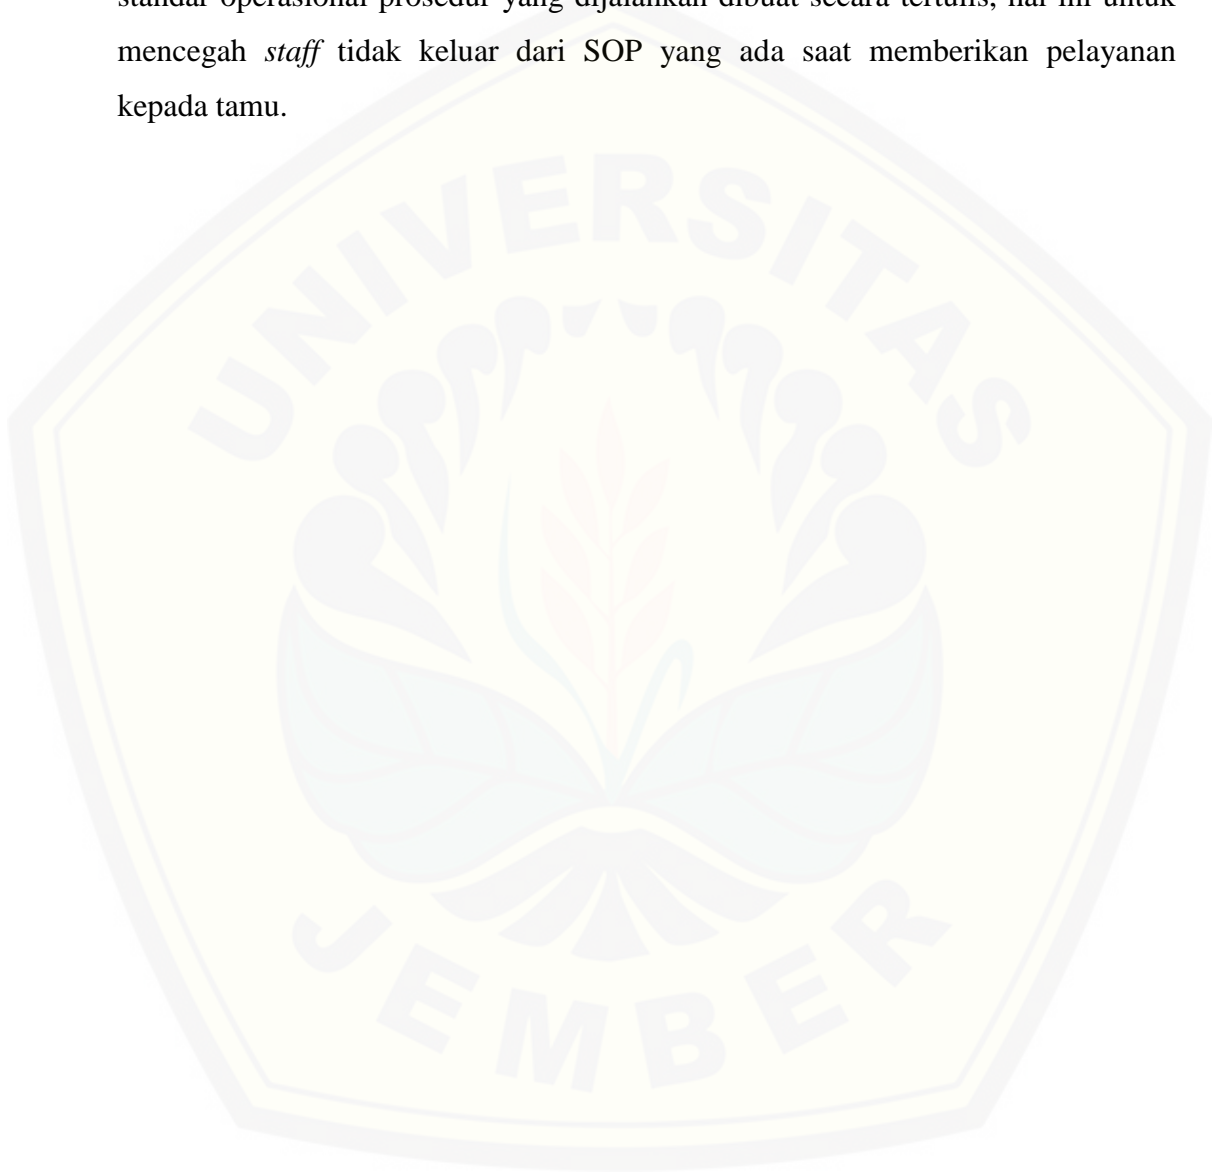 standar operasional prosedur yang dijalankan dibuat secara tertulis, hal ini untuk
mencegah staff tidak keluar dari SOP yang ada saat memberikan pelayanan
kepada tamu.
UNIVERSITAS
JEMBER